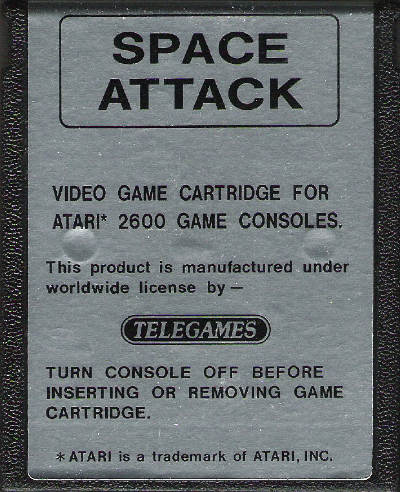 SPACE
ATTACK
VIDEO GAME CARTRIDGE FOR
ATARI* 2600 GAME CONSOLES.
This product is manufactured under
worldwide license by —
TELEGAMES
TURN CONSOLE OFF BEFORE
INSERTING OR REMOVING GAME
CARTRIDGE.
* ATARI is a trademark of ATARI, INC.